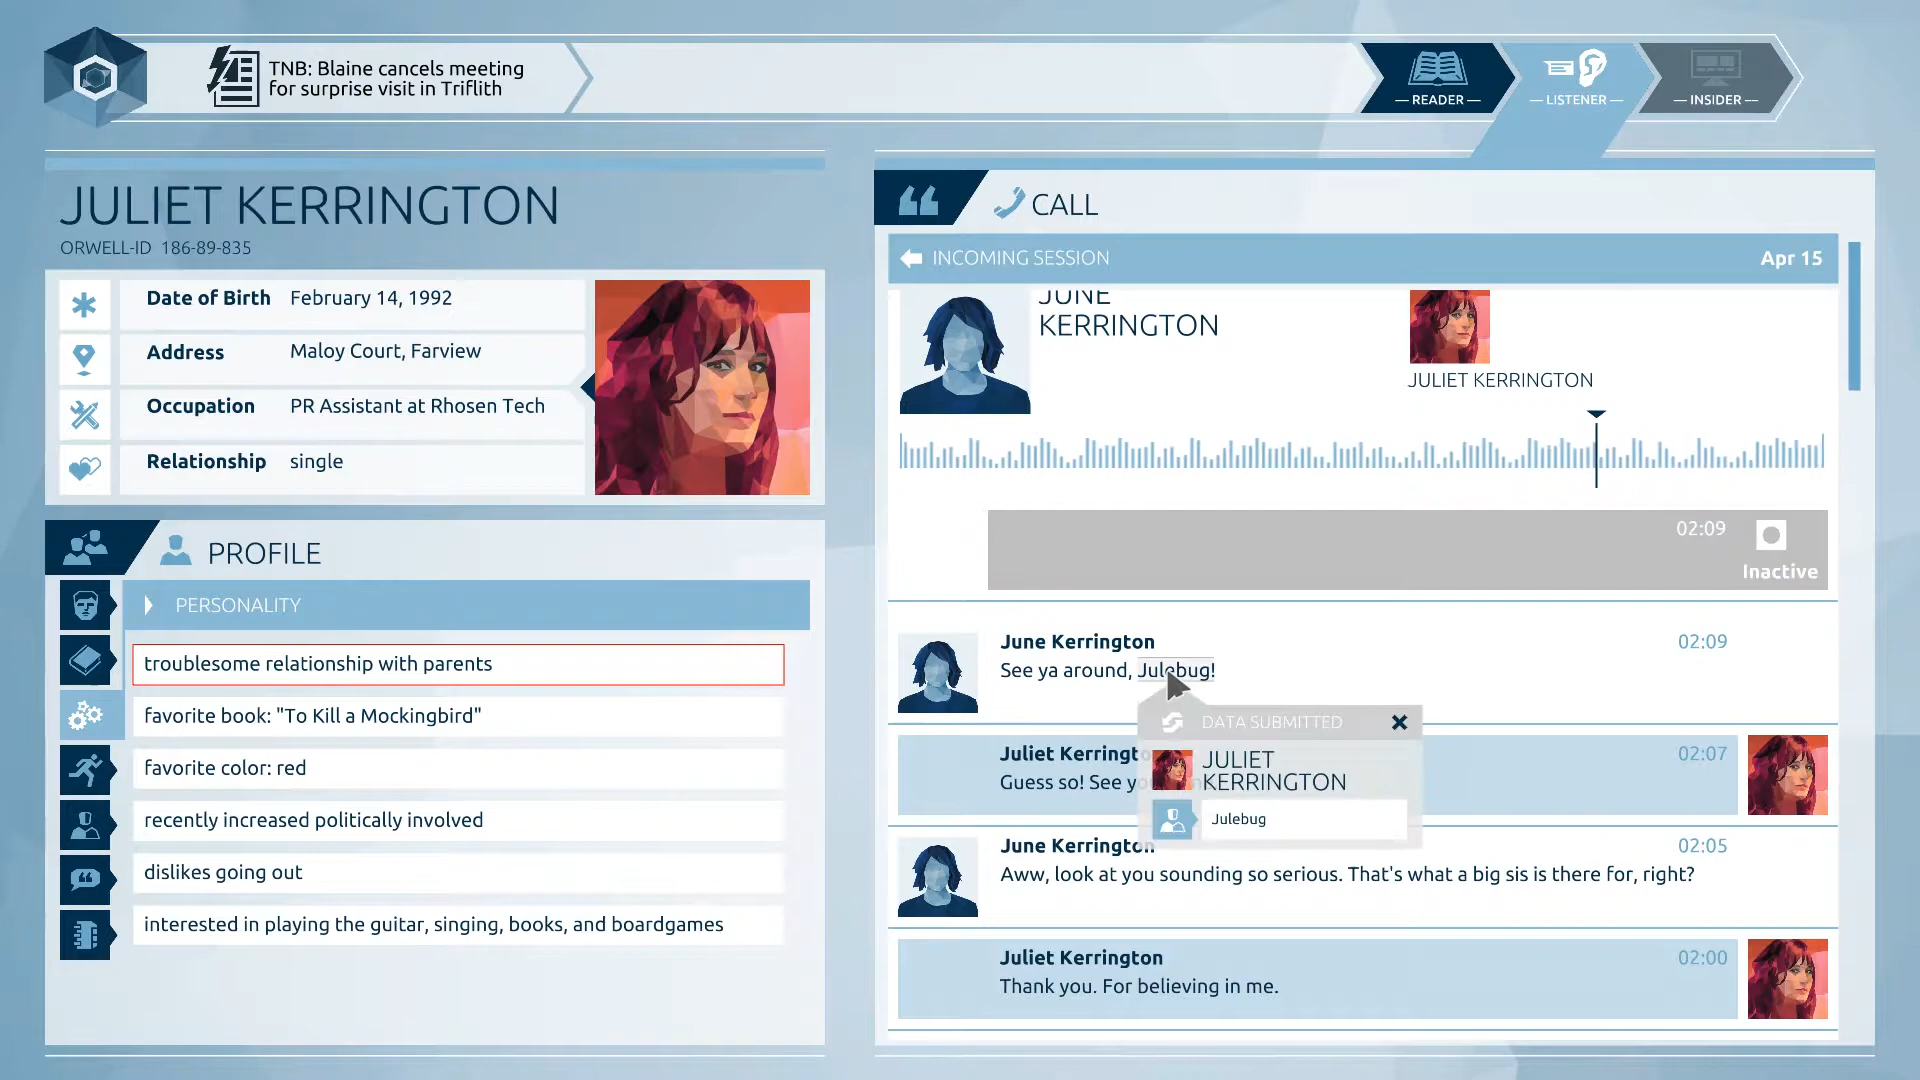 TNB: Blaine cancels meeting
for surprise visit in Triflith
— READER —
— LISTENER —
— INSIDER —
JULIET KERRINGTON
ORWELL-ID 186-89-835
Date of Birth February 14, 1992
Address Maloy Court, Farview
Occupation PR Assistant at Rhosen Tech
Relationship single
PROFILE
PERSONALITY
troublesome relationship with parents
favorite book: "To Kill a Mockingbird"
favorite color: red
recently increased politically involved
dislikes going out
interested in playing the guitar, singing, books, and boardgames
CALL
INCOMING SESSION Apr 15
JUNE
KERRINGTON
JULIET KERRINGTON
02:09
Inactive
June Kerrington 02:09
See ya around, Julebug!
DATA SUBMITTED
JULIET
KERRINGTON
Julebug
Juliet Kerringto 02:07
Guess so! See yo
June Kerrington 02:05
Aww, look at you sounding so serious. That's what a big sis is there for, right?
Juliet Kerrington 02:00
Thank you. For believing in me.